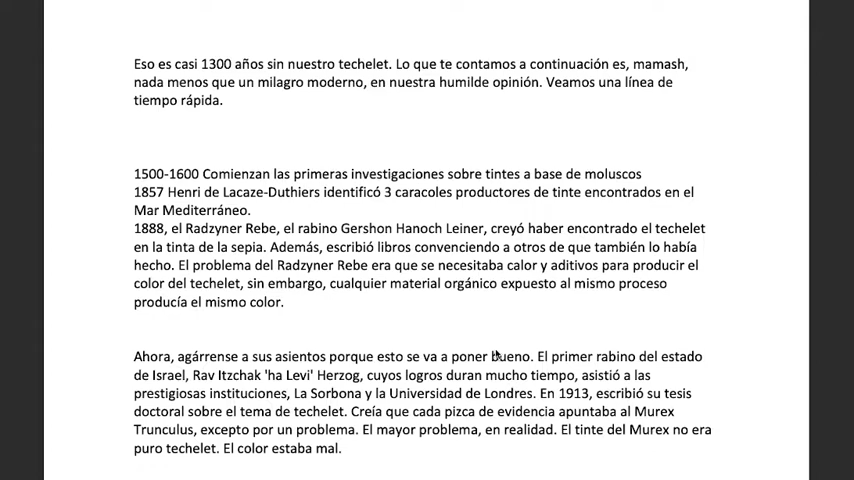 Eso es casi 1300 años sin nuestro techelet. Lo que te contamos a continuación es, mamash,
nada menos que un milagro moderno, en nuestra humilde opinión. Veamos una línea de
tiempo rápida.
1500-1600 Comienzan las primeras investigaciones sobre tintes a base de moluscos
1857 Henri de Lacaze-Duthiers identificó 3 caracoles productores de tinte encontrados en el
Mar Mediterráneo.
1888, el Radzyner Rebe, el rabino Gershon Hanoch Leiner, creyó haber encontrado el techelet
en la tinta de la sepia. Además, escribió libros convenciendo a otros de que también lo había
hecho. El problema del Radzyner Rebe era que se necesitaba calor y aditivos para producir el
color del techelet, sin embargo, cualquier material orgánico expuesto al mismo proceso
producía el mismo color.
Ahora, agárrense a sus asientos porque esto se va a poner bueno. El primer rabino del estado
de Israel, Rav Itzchak 'ha Levi' Herzog, cuyos logros duran mucho tiempo, asistió a las
prestigiosas instituciones, La Sorbona y la Universidad de Londres. En 1913, escribió su tesis
doctoral sobre el tema de techelet. Creía que cada pizca de evidencia apuntaba al Murex
Trunculus, excepto por un problema. El mayor problema, en realidad. El tinte del Murex no era
puro techelet. El color estaba mal.